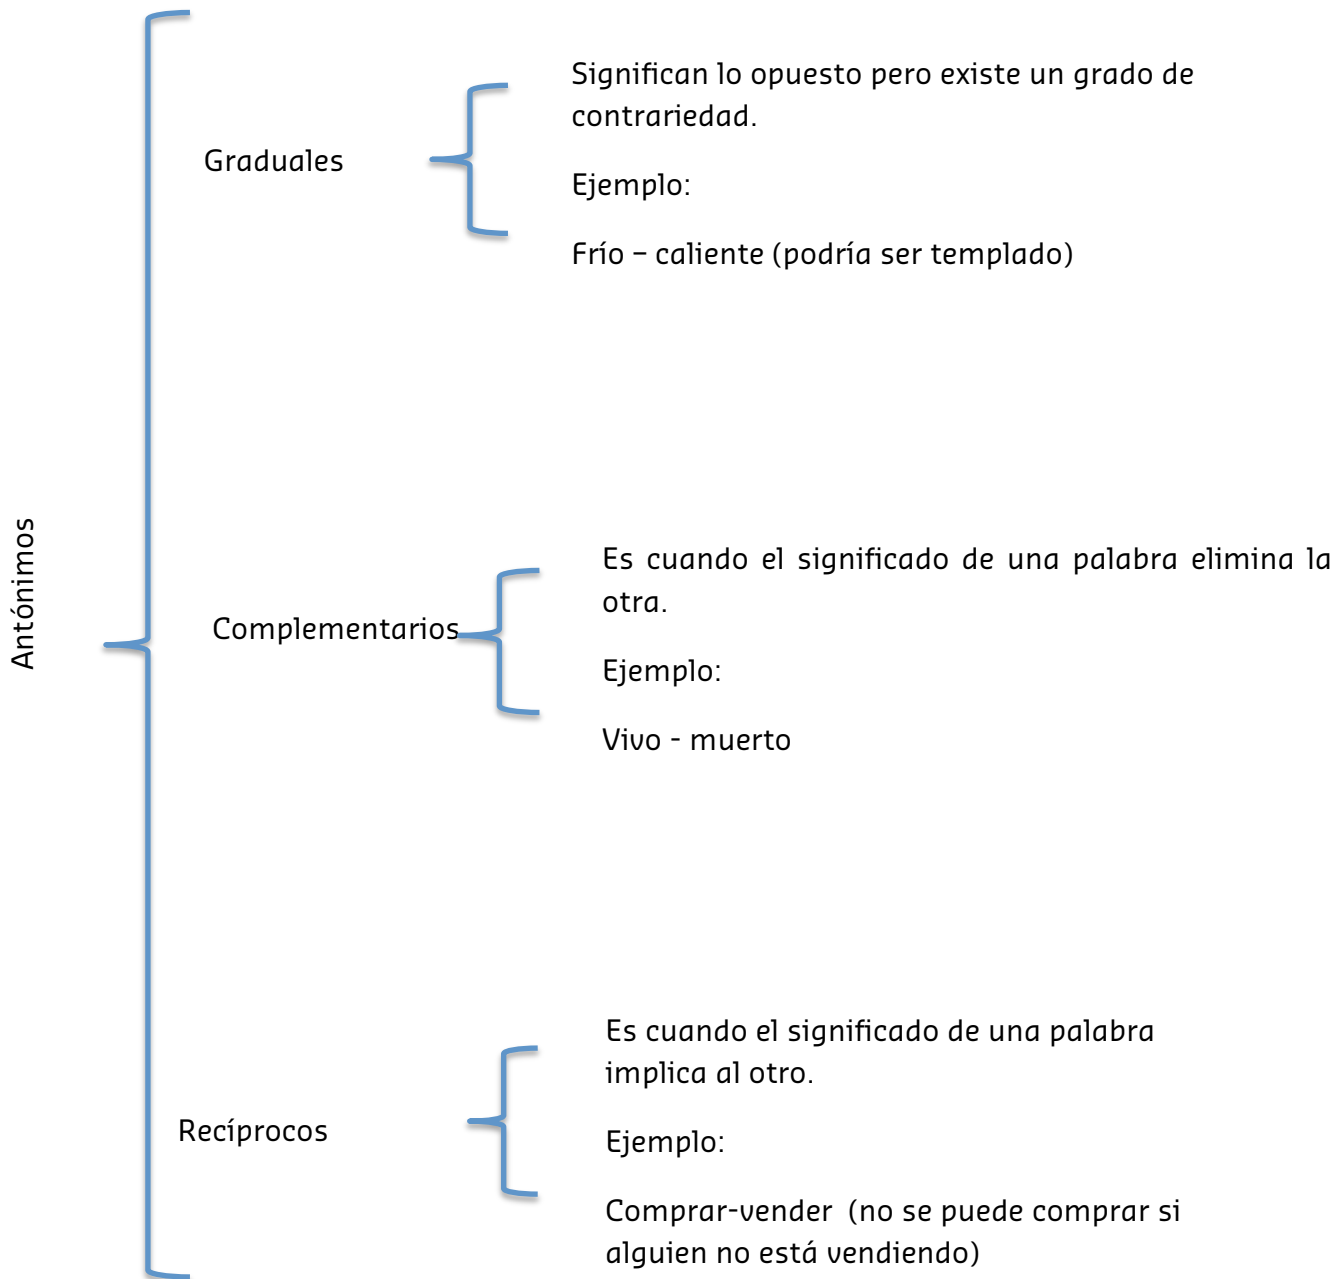 Antónimos
Graduales
Significan lo opuesto pero existe un grado de
contrariedad.
Ejemplo:
Frío – caliente (podría ser templado)
Complementarios
Es cuando el significado de una palabra elimina la
otra.
Ejemplo:
Vivo - muerto
Recíprocos
Es cuando el significado de una palabra
implica al otro.
Ejemplo:
Comprar-vender (no se puede comprar si
alguien no está vendiendo)